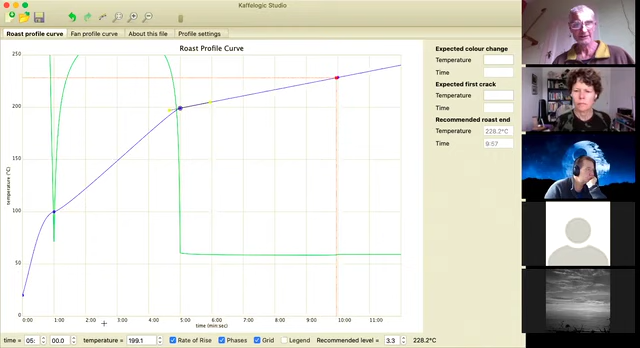 Kaffelogic Studio
Roast profile curve Fan profile curve About this file Profile settings
Roast Profile Curve
250
200
150
100
50
0
temperature (°C)
0:00 1:00 2:00 3:00 4:00 5:00 6:00 7:00 8:00 9:00 10:00 11:00
time (min:sec)
Expected colour change
Temperature
Time
Expected first crack
Temperature
Time
Recommended roast end
Temperature 228.2°C
Time 9:57
time = 05: 00.0 temperature = 199.1 Rate of Rise Phases Grid Legend Recommended level = 3.3 228.2°C